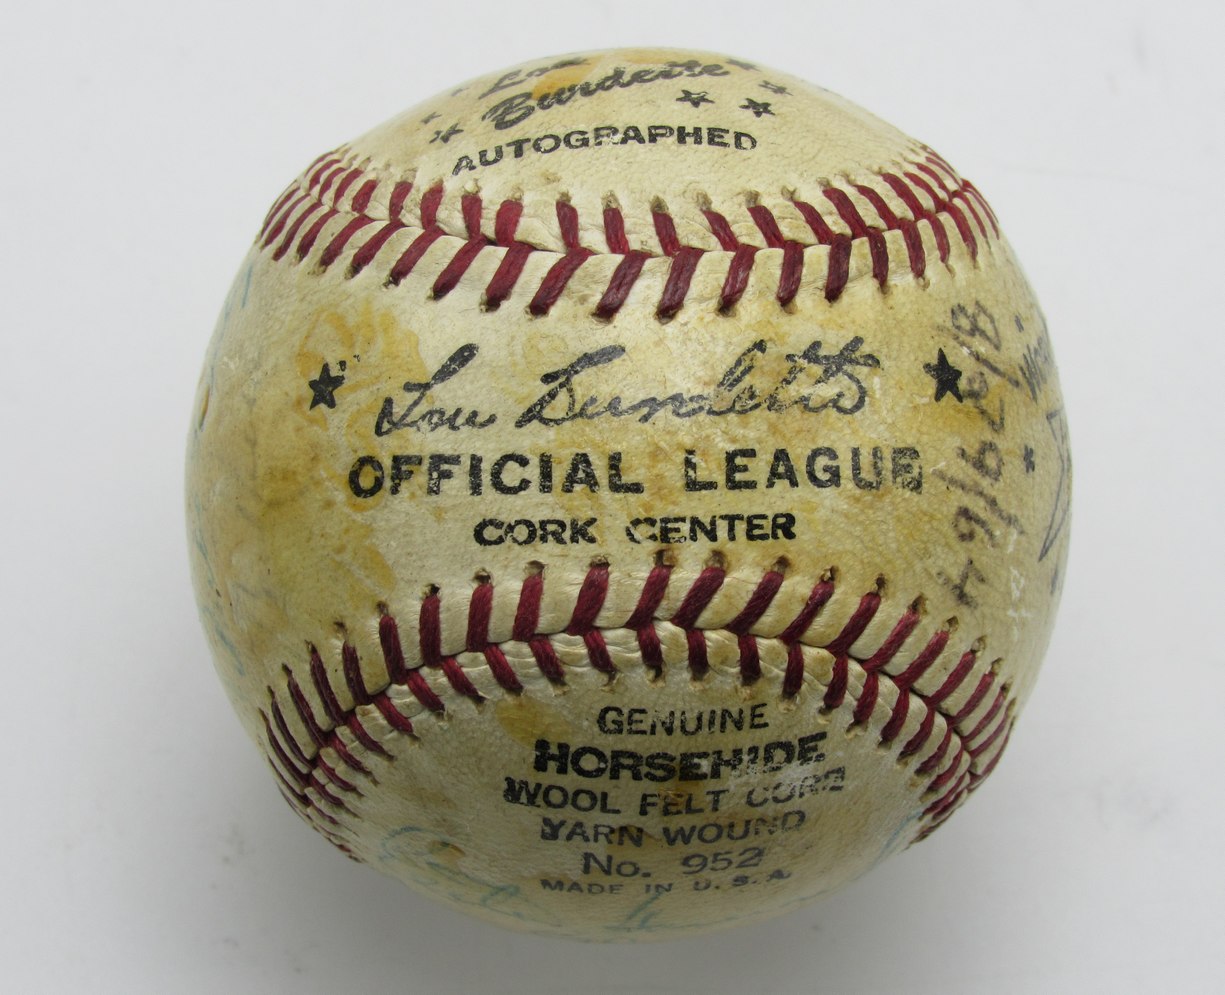 Lou
Burdette
AUTOGRAPHED
Lou Burdette
OFFICIAL LEAGUE
CORK CENTER
GENUINE
HORSEHIDE
WOOL FELT CORE
YARN WOUND
No. 952
MADE IN U.S.A.